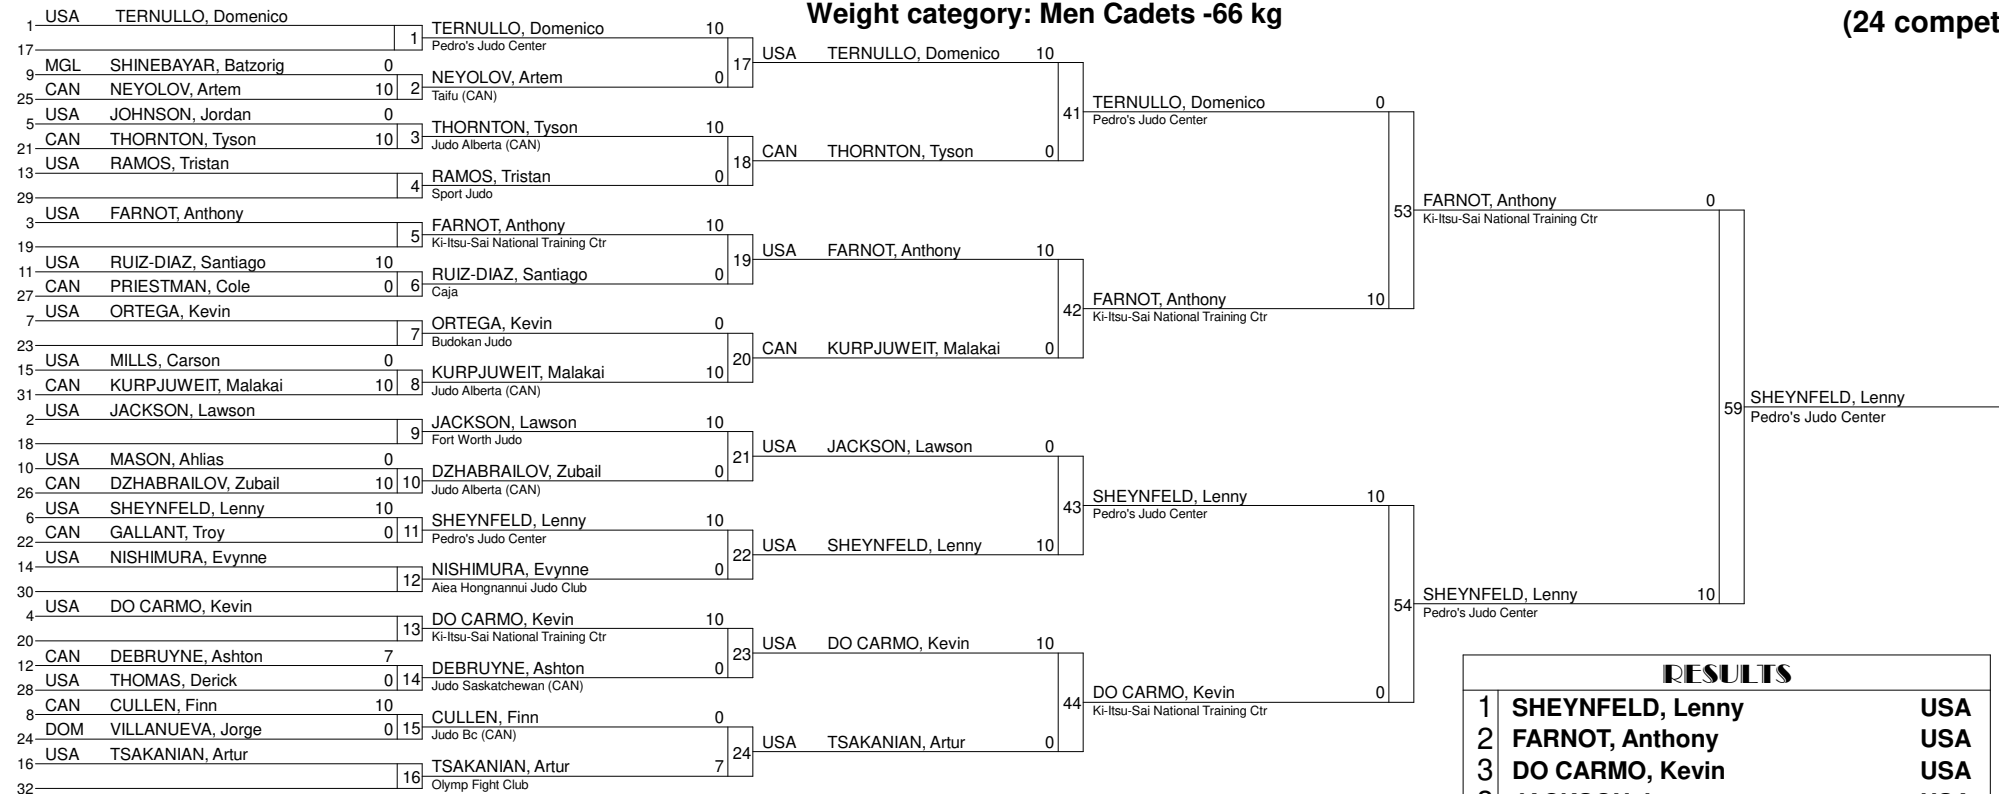 Weight category: Men Cadets -66 kg
(24 compet
1 USA TERNULLO, Domenico
17
1
9 MGL SHINEBAYAR, Batzorig 0
25 CAN NEYOLOV, Artem 10
2
5 USA JOHNSON, Jordan 0
21 CAN THORNTON, Tyson 10
3
13 USA RAMOS, Tristan
29
4
3 USA FARNOT, Anthony
19
5
11 USA RUIZ-DIAZ, Santiago 10
27 CAN PRIESTMAN, Cole 0
6
7 USA ORTEGA, Kevin
23
7
15 USA MILLS, Carson 0
31 CAN KURPJUWEIT, Malakai 10
8
2 USA JACKSON, Lawson
18
9
10 USA MASON, Ahlias 0
26 CAN DZHABRAILOV, Zubail 10
10
6 USA SHEYNFELD, Lenny 10
22 CAN GALLANT, Troy 0
11
14 USA NISHIMURA, Evynne
30
12
4 USA DO CARMO, Kevin
20
13
12 CAN DEBRUYNE, Ashton 7
28 USA THOMAS, Derick 0
14
8 CAN CULLEN, Finn 10
24 DOM VILLANUEVA, Jorge 0
15
16 USA TSAKANIAN, Artur
32
16
TERNULLO, Domenico 10
Pedro's Judo Center
NEYOLOV, Artem 0
Taifu (CAN)
17
THORNTON, Tyson 10
Judo Alberta (CAN)
RAMOS, Tristan 0
Sport Judo
18
FARNOT, Anthony 10
Ki-Itsu-Sai National Training Ctr
RUIZ-DIAZ, Santiago 0
Caja
19
ORTEGA, Kevin 0
Budokan Judo
KURPJUWEIT, Malakai 10
Judo Alberta (CAN)
20
JACKSON, Lawson 10
Fort Worth Judo
DZHABRAILOV, Zubail 0
Judo Alberta (CAN)
21
SHEYNFELD, Lenny 10
Pedro's Judo Center
NISHIMURA, Evynne 0
Aiea Hongnannui Judo Club
22
DO CARMO, Kevin 10
Ki-Itsu-Sai National Training Ctr
DEBRUYNE, Ashton 0
Judo Saskatchewan (CAN)
23
CULLEN, Finn 0
Judo Bc (CAN)
TSAKANIAN, Artur 7
Olymp Fight Club
24
USA TERNULLO, Domenico 10
CAN THORNTON, Tyson 0
41
USA FARNOT, Anthony 10
CAN KURPJUWEIT, Malakai 0
42
USA JACKSON, Lawson 0
USA SHEYNFELD, Lenny 10
43
USA DO CARMO, Kevin 10
USA TSAKANIAN, Artur 0
44
TERNULLO, Domenico 0
Pedro's Judo Center
FARNOT, Anthony 10
Ki-Itsu-Sai National Training Ctr
53
SHEYNFELD, Lenny 10
Pedro's Judo Center
DO CARMO, Kevin 0
Ki-Itsu-Sai National Training Ctr
54
FARNOT, Anthony 0
Ki-Itsu-Sai National Training Ctr
SHEYNFELD, Lenny 10
Pedro's Judo Center
59
SHEYNFELD, Lenny
Pedro's Judo Center
RESULTS
1 SHEYNFELD, Lenny USA
2 FARNOT, Anthony USA
3 DO CARMO, Kevin USA